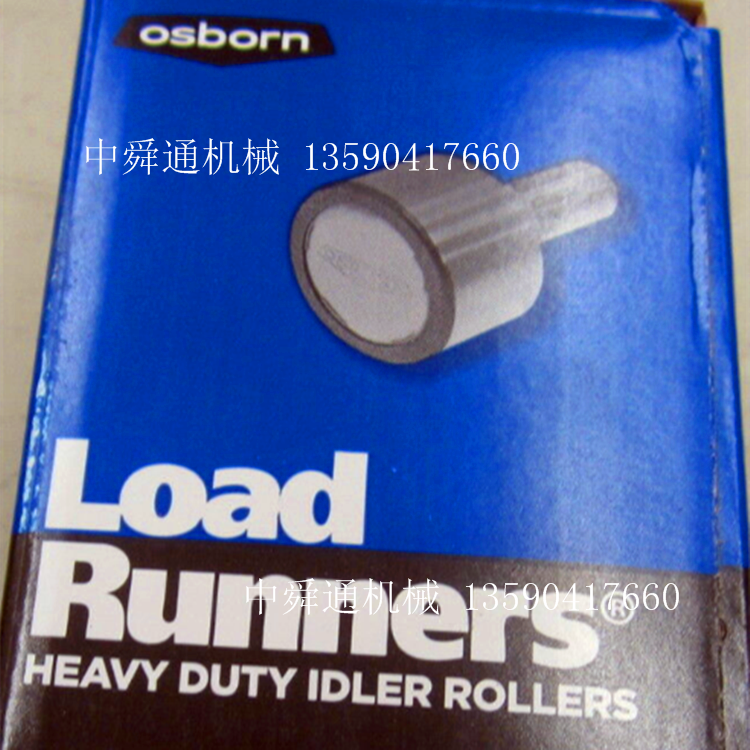 osborn
中舜通机械 13590417660
Load
Runners®
中舜通机械 13590417660
HEAVY DUTY IDLER ROLLERS